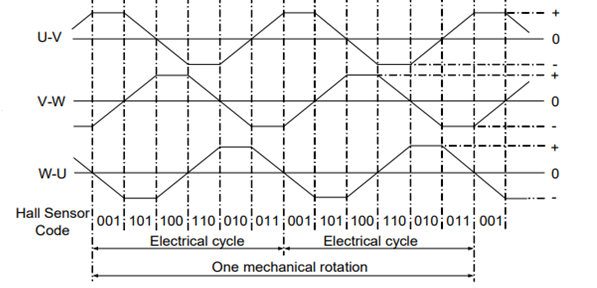 U-V + 0 -
V-W + 0 -
W-U + 0 -
Hall Sensor Code 001 101 100 110 010 011 001 101 100 110 010 011 001
Electrical cycle Electrical cycle
One mechanical rotation